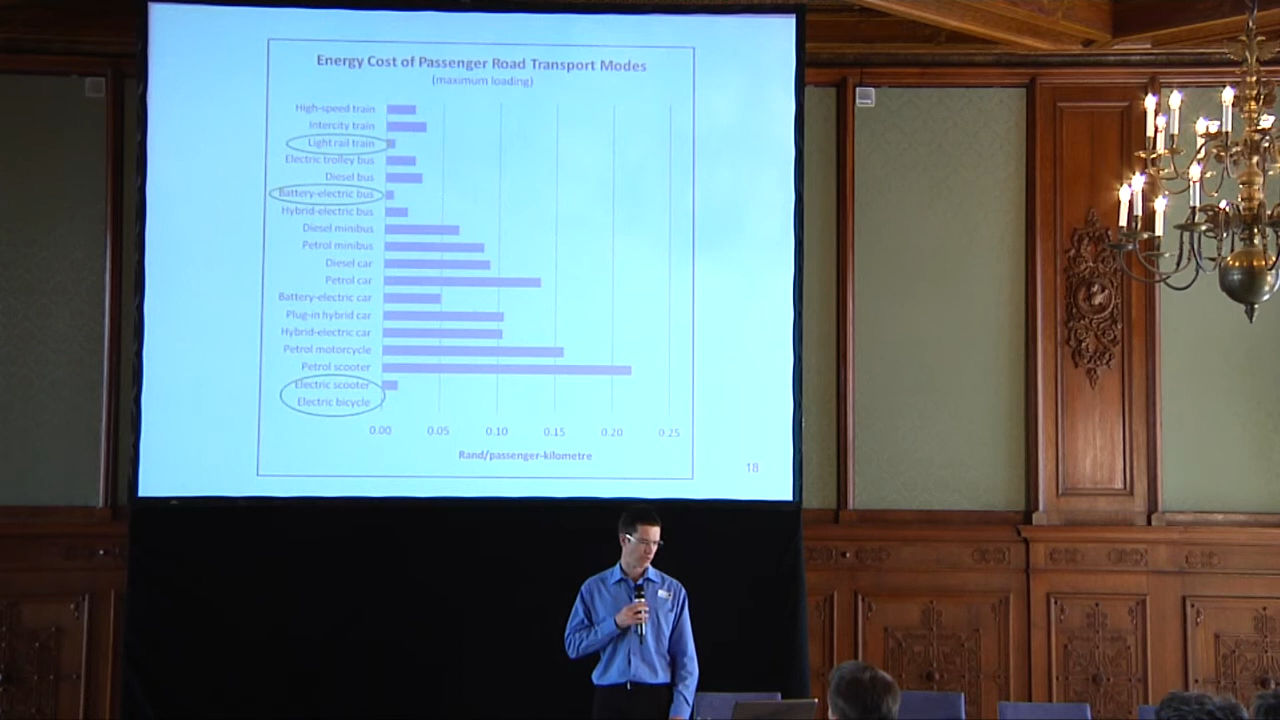 Energy Cost of Passenger Road Transport Modes
(maximum loading)
High-speed train
Intercity train
Light rail train
Electric trolley bus
Diesel bus
Battery-electric bus
Hybrid-electric bus
Diesel minibus
Petrol minibus
Diesel car
Petrol car
Battery-electric car
Plug-in hybrid car
Hybrid-electric car
Petrol motorcycle
Petrol scooter
Electric scooter
Electric bicycle
0.00 0.05 0.10 0.15 0.20 0.25
Rand/passenger-kilometre
18